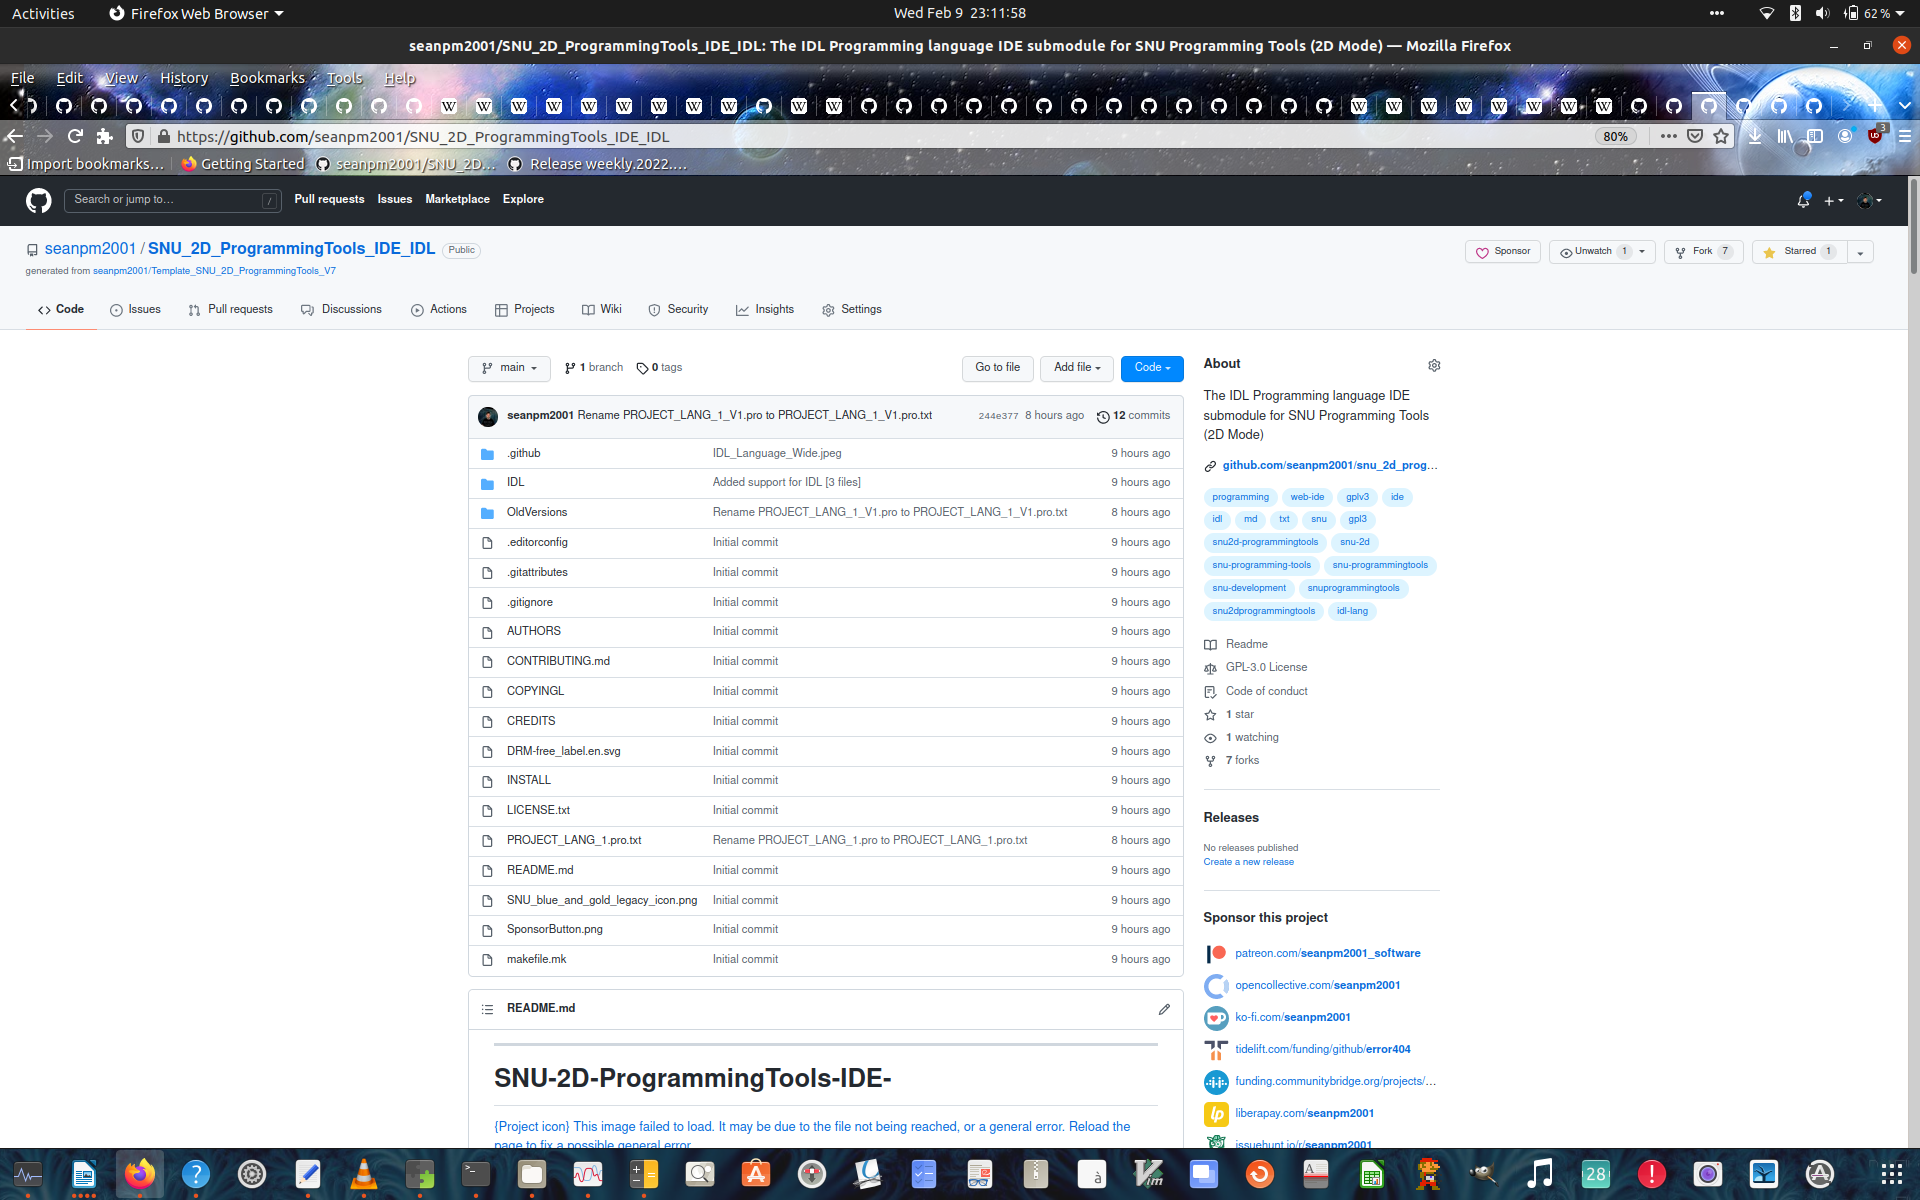 Activities
Firefox Web Browser
Wed Feb 9 23:11:58
62 %
seanpm2001/SNU_2D_ProgrammingTools_IDE_IDL: The IDL Programming language IDE submodule for SNU Programming Tools (2D Mode) — Mozilla Firefox
File Edit View History Bookmarks Tools Help
https://github.com/seanpm2001/SNU_2D_ProgrammingTools_IDE_IDL
80%
3
Import bookmarks...
Getting Started
seanpm2001/SNU_2D...
Release weekly.2022....
Search or jump to...
/
Pull requests
Issues
Marketplace
Explore
seanpm2001 / SNU_2D_ProgrammingTools_IDE_IDL
Public
Sponsor
Unwatch 1
Fork 7
Starred 1
generated from seanpm2001/Template_SNU_2D_ProgrammingTools_V7
Code
Issues
Pull requests
Discussions
Actions
Projects
Wiki
Security
Insights
Settings
main
1 branch
0 tags
Go to file
Add file
Code
seanpm2001 Rename PROJECT_LANG_1_V1.pro to PROJECT_LANG_1_V1.pro.txt
244e377 8 hours ago
12 commits
.github IDL_Language_Wide.jpeg 9 hours ago
IDL Added support for IDL [3 files] 9 hours ago
OldVersions Rename PROJECT_LANG_1_V1.pro to PROJECT_LANG_1_V1.pro.txt 8 hours ago
.editorconfig Initial commit 9 hours ago
.gitattributes Initial commit 9 hours ago
.gitignore Initial commit 9 hours ago
AUTHORS Initial commit 9 hours ago
CONTRIBUTING.md Initial commit 9 hours ago
COPYINGL Initial commit 9 hours ago
CREDITS Initial commit 9 hours ago
DRM-free_label.en.svg Initial commit 9 hours ago
INSTALL Initial commit 9 hours ago
LICENSE.txt Initial commit 9 hours ago
PROJECT_LANG_1.pro.txt Rename PROJECT_LANG_1.pro to PROJECT_LANG_1.pro.txt 8 hours ago
README.md Initial commit 9 hours ago
SNU_blue_and_gold_legacy_icon.png Initial commit 9 hours ago
SponsorButton.png Initial commit 9 hours ago
makefile.mk Initial commit 9 hours ago
README.md
SNU-2D-ProgrammingTools-IDE-
{Project icon} This image failed to load. It may be due to the file not being reached, or a general error. Reload the
page to fix a possible general error.
About
The IDL Programming language IDE
submodule for SNU Programming Tools
(2D Mode)
github.com/seanpm2001/snu_2d_prog...
programming web-ide gplv3 ide
idl md txt snu gpl3
snu2d-programmingtools snu-2d
snu-programming-tools snu-programmingtools
snu-development snuprogrammingtools
snu2dprogrammingtools idl-lang
Readme
GPL-3.0 License
Code of conduct
1 star
1 watching
7 forks
Releases
No releases published
Create a new release
Sponsor this project
patreon.com/seanpm2001_software
opencollective.com/seanpm2001
ko-fi.com/seanpm2001
tidelift.com/funding/github/error404
funding.communitybridge.org/projects/...
liberapay.com/seanpm2001
issuehunt.io/r/seanpm2001
28